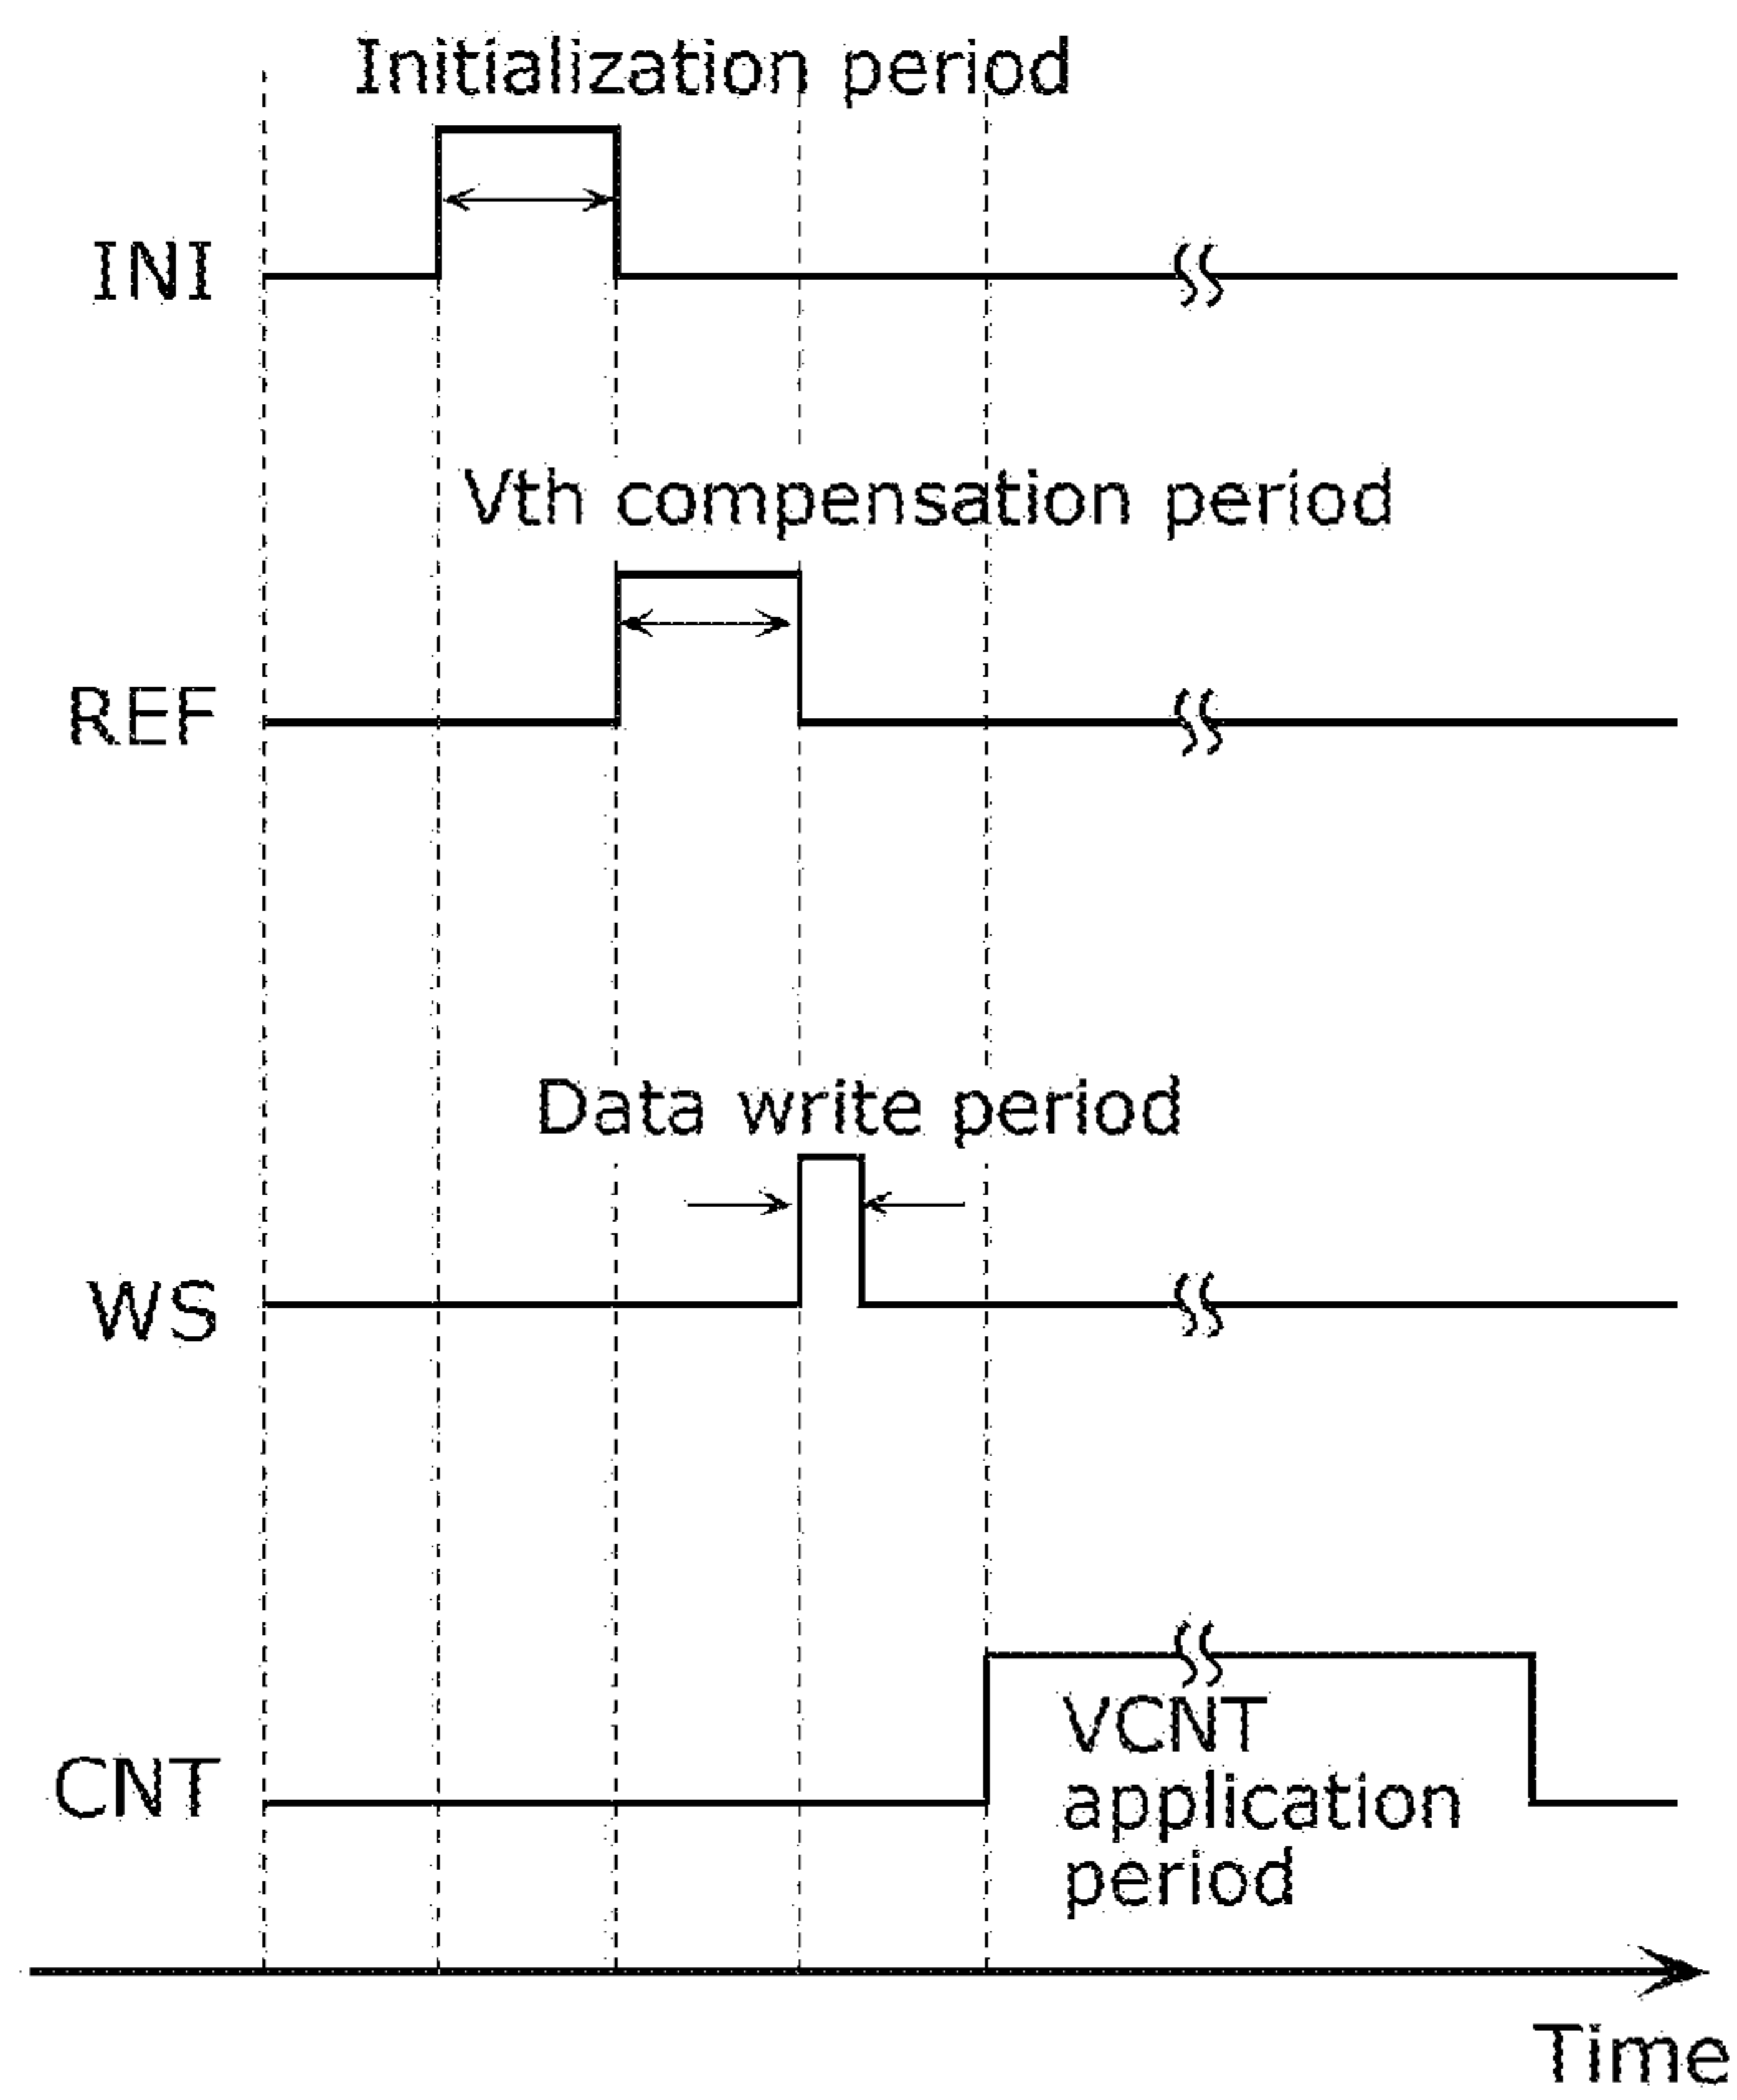 Initialization period
INI
Vth compensation period
REF
Data write period
WS
VCNT
application
period
CNT
Time